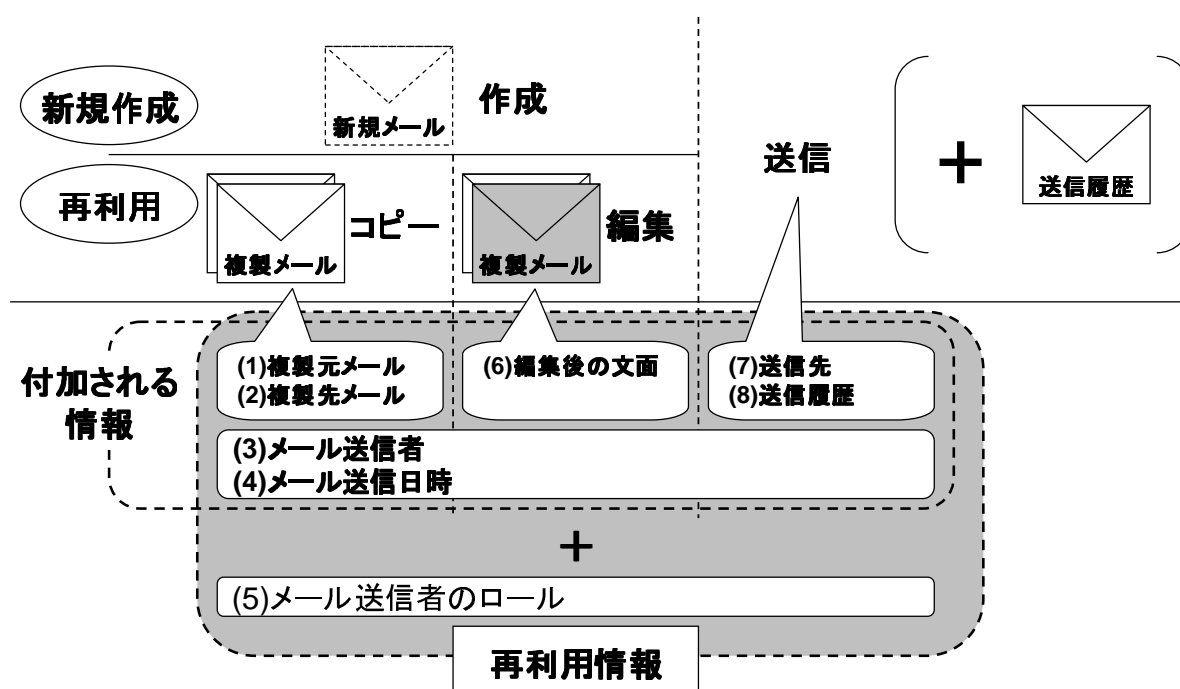 新規作成
新規メール
作成
送信
+
送信履歴
再利用
複製メール
コピー
複製メール
編集
付加される
情報
(1)複製元メール
(2)複製先メール
(6)編集後の文面
(7)送信先
(8)送信履歴
(3)メール送信者
(4)メール送信日時
+
(5)メール送信者のロール
再利用情報